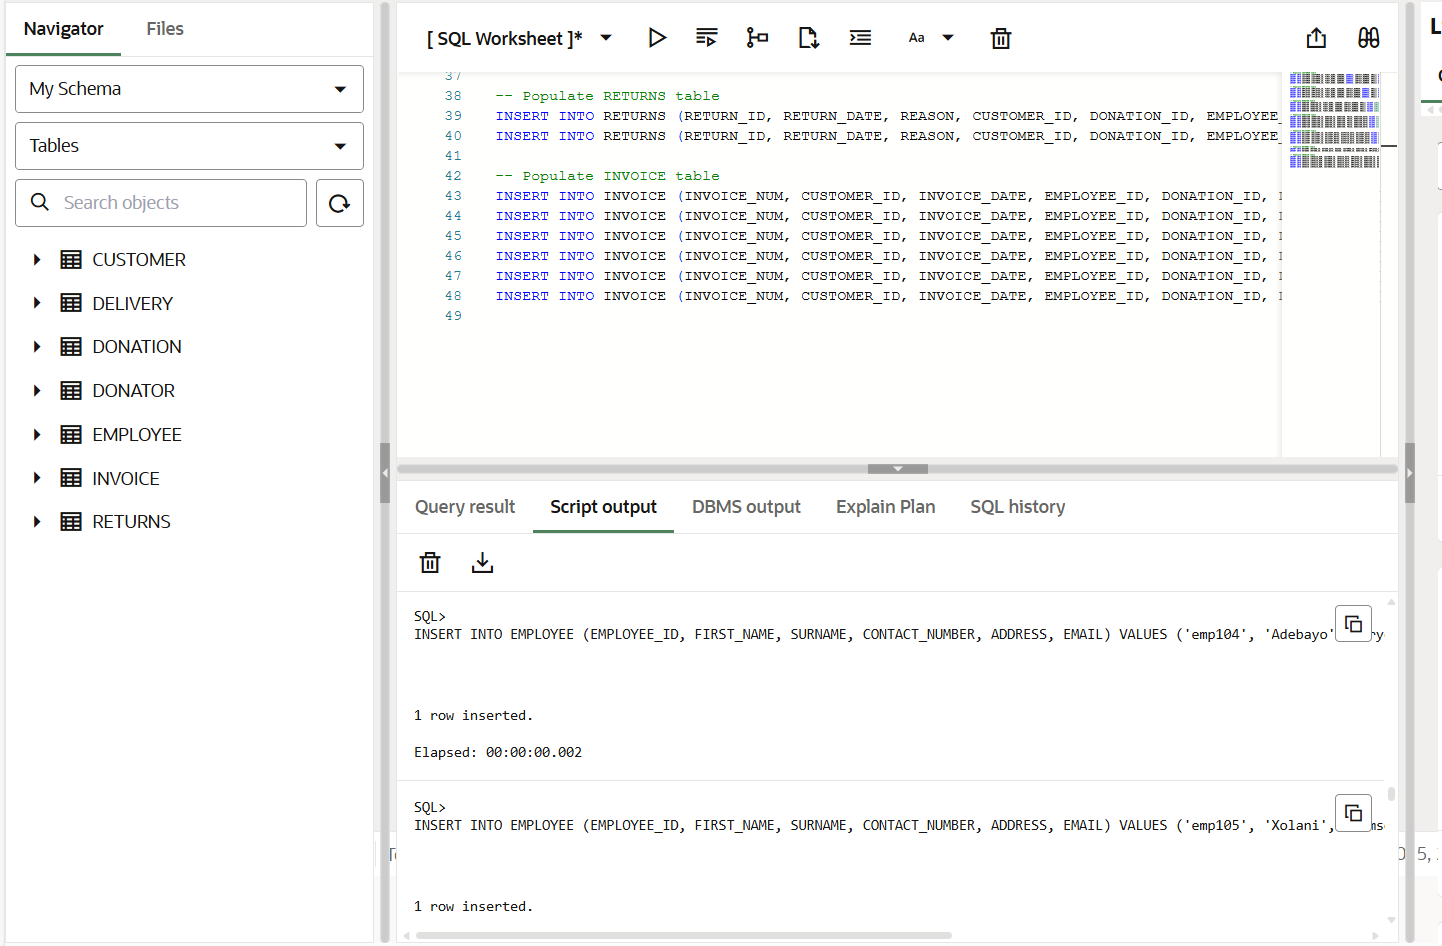 Navigator Files
My Schema
Tables
Search objects
CUSTOMER
DELIVERY
DONATION
DONATOR
EMPLOYEE
INVOICE
RETURNS
[ SQL Worksheet ]*
Aa
37
38 -- Populate RETURNS table
39 INSERT INTO RETURNS (RETURN_ID, RETURN_DATE, REASON, CUSTOMER_ID, DONATION_ID, EMPLOYEE_
40 INSERT INTO RETURNS (RETURN_ID, RETURN_DATE, REASON, CUSTOMER_ID, DONATION_ID, EMPLOYEE_
41
42 -- Populate INVOICE table
43 INSERT INTO INVOICE (INVOICE_NUM, CUSTOMER_ID, INVOICE_DATE, EMPLOYEE_ID, DONATION_ID,
44 INSERT INTO INVOICE (INVOICE_NUM, CUSTOMER_ID, INVOICE_DATE, EMPLOYEE_ID, DONATION_ID,
45 INSERT INTO INVOICE (INVOICE_NUM, CUSTOMER_ID, INVOICE_DATE, EMPLOYEE_ID, DONATION_ID,
46 INSERT INTO INVOICE (INVOICE_NUM, CUSTOMER_ID, INVOICE_DATE, EMPLOYEE_ID, DONATION_ID,
47 INSERT INTO INVOICE (INVOICE_NUM, CUSTOMER_ID, INVOICE_DATE, EMPLOYEE_ID, DONATION_ID,
48 INSERT INTO INVOICE (INVOICE_NUM, CUSTOMER_ID, INVOICE_DATE, EMPLOYEE_ID, DONATION_ID,
49
Query result Script output DBMS output Explain Plan SQL history
SQL>
INSERT INTO EMPLOYEE (EMPLOYEE_ID, FIRST_NAME, SURNAME, CONTACT_NUMBER, ADDRESS, EMAIL) VALUES ('emp104', 'Adebayo'
1 row inserted.
Elapsed: 00:00:00.002
SQL>
INSERT INTO EMPLOYEE (EMPLOYEE_ID, FIRST_NAME, SURNAME, CONTACT_NUMBER, ADDRESS, EMAIL) VALUES ('emp105', 'Xolani',
1 row inserted.